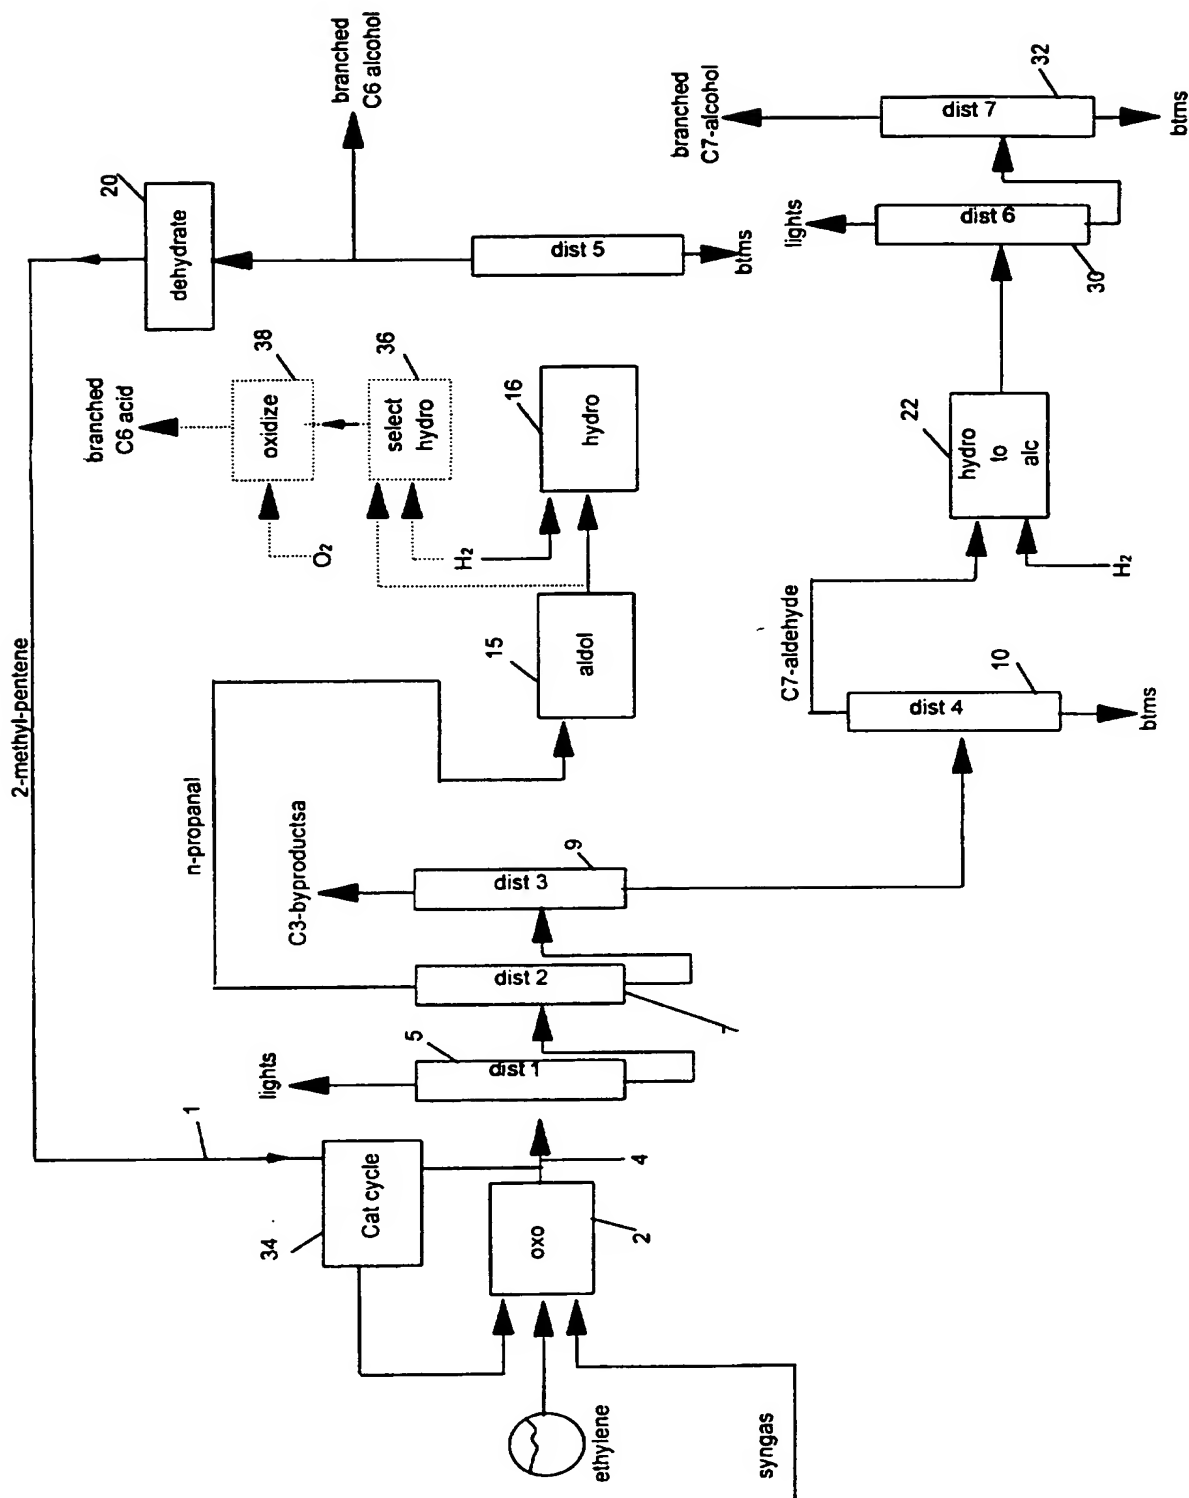 2-methyl-pentene
20
dehydrate
branched
C6 alcohol
branched
C6 acid
38
oxidize
O2
36
select
hydro
H2
16
hydro
dist 5
btms
n-propanal
15
aldol
C3-byproductsa
9
dist 3
dist 2
lights
5
dist 1
1
34
Cat cycle
4
oxo
2
ethylene
syngas
branched
C7-alcohol
32
dist 7
btms
lights
dist 6
30
22
hydro
to
alc
H2
C7-aldehyde
10
dist 4
btms